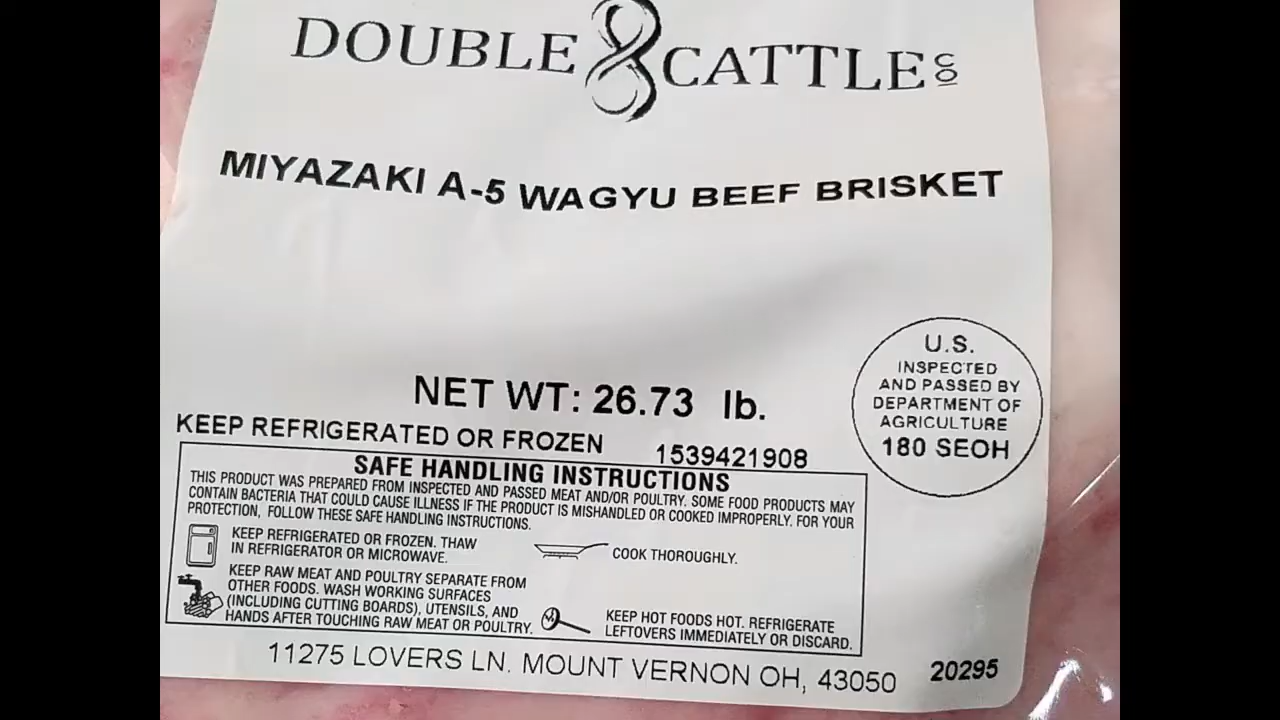 DOUBLE 8 CATTLE CO
MIYAZAKI A-5 WAGYU BEEF BRISKET
U.S.
INSPECTED
AND PASSED BY
DEPARTMENT OF
AGRICULTURE
180 SEOH
NET WT: 26.73 lb.
KEEP REFRIGERATED OR FROZEN
1539421908
SAFE HANDLING INSTRUCTIONS
THIS PRODUCT WAS PREPARED FROM INSPECTED AND PASSED MEAT AND/OR POULTRY. SOME FOOD PRODUCTS MAY
CONTAIN BACTERIA THAT COULD CAUSE ILLNESS IF THE PRODUCT IS MISHANDLED OR COOKED IMPROPERLY. FOR YOUR
PROTECTION, FOLLOW THESE SAFE HANDLING INSTRUCTIONS.
KEEP REFRIGERATED OR FROZEN. THAW
IN REFRIGERATOR OR MICROWAVE.
COOK THOROUGHLY.
KEEP RAW MEAT AND POULTRY SEPARATE FROM
OTHER FOODS. WASH WORKING SURFACES
(INCLUDING CUTTING BOARDS), UTENSILS, AND
HANDS AFTER TOUCHING RAW MEAT OR POULTRY.
KEEP HOT FOODS HOT. REFRIGERATE
LEFTOVERS IMMEDIATELY OR DISCARD.
11275 LOVERS LN. MOUNT VERNON OH, 43050
20295